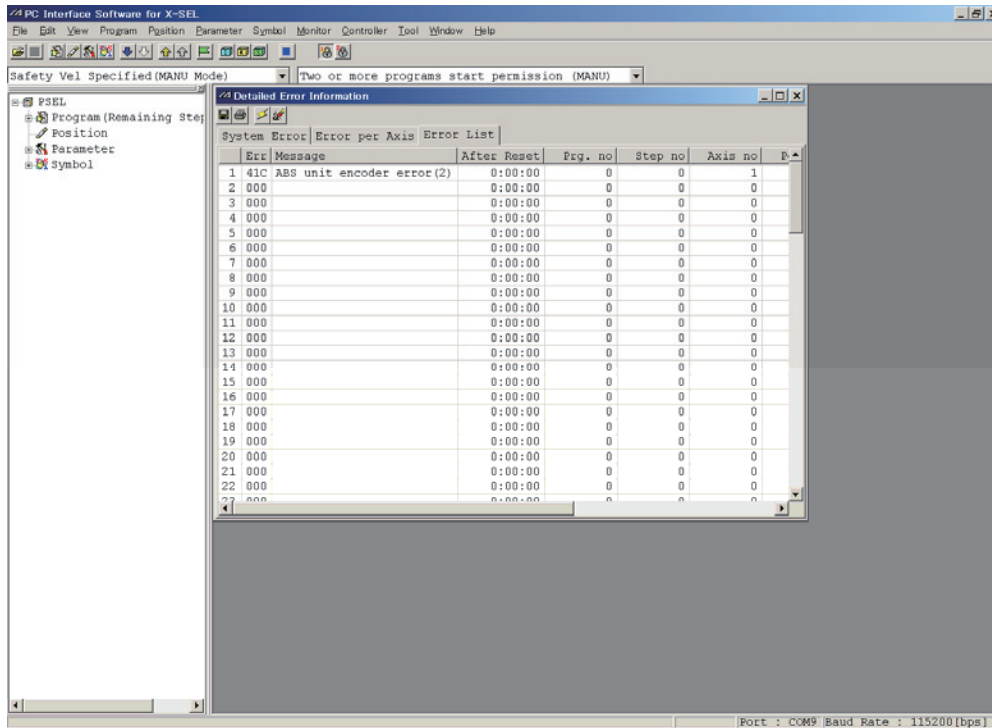 PC Interface Software for X-SEL
File Edit View Program Position Parameter Symbol Monitor Controller Tool Window Help
Safety Vel Specified(MANU Mode) Two or more programs start permission (MANU)
PSEL
Program(Remaining Step
Position
Parameter
Symbol
Detailed Error Information
System Error Error per Axis Error List
Err Message After Reset Prg. no Step no Axis no
1 41C ABS unit encoder error(2) 0:00:00 0 0 1
2 000 0:00:00 0 0 0
3 000 0:00:00 0 0 0
4 000 0:00:00 0 0 0
5 000 0:00:00 0 0 0
6 000 0:00:00 0 0 0
7 000 0:00:00 0 0 0
8 000 0:00:00 0 0 0
9 000 0:00:00 0 0 0
10 000 0:00:00 0 0 0
11 000 0:00:00 0 0 0
12 000 0:00:00 0 0 0
13 000 0:00:00 0 0 0
14 000 0:00:00 0 0 0
15 000 0:00:00 0 0 0
16 000 0:00:00 0 0 0
17 000 0:00:00 0 0 0
18 000 0:00:00 0 0 0
19 000 0:00:00 0 0 0
20 000 0:00:00 0 0 0
21 000 0:00:00 0 0 0
22 000 0:00:00 0 0 0
Port : COM9 Baud Rate : 115200[bps]